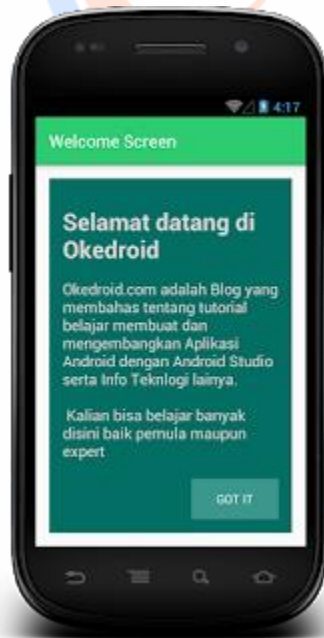 4:17
Welcome Screen
Selamat datang di
Okedroid
Okedroid.com adalah Blog yang
membahas tentang tutorial
belajar membuat dan
mengembangkan Aplikasi
Android dengan Android Studio
serta Info Teknlogi lainya.
Kalian bisa belajar banyak
disini baik pemula maupun
expert
GOT IT